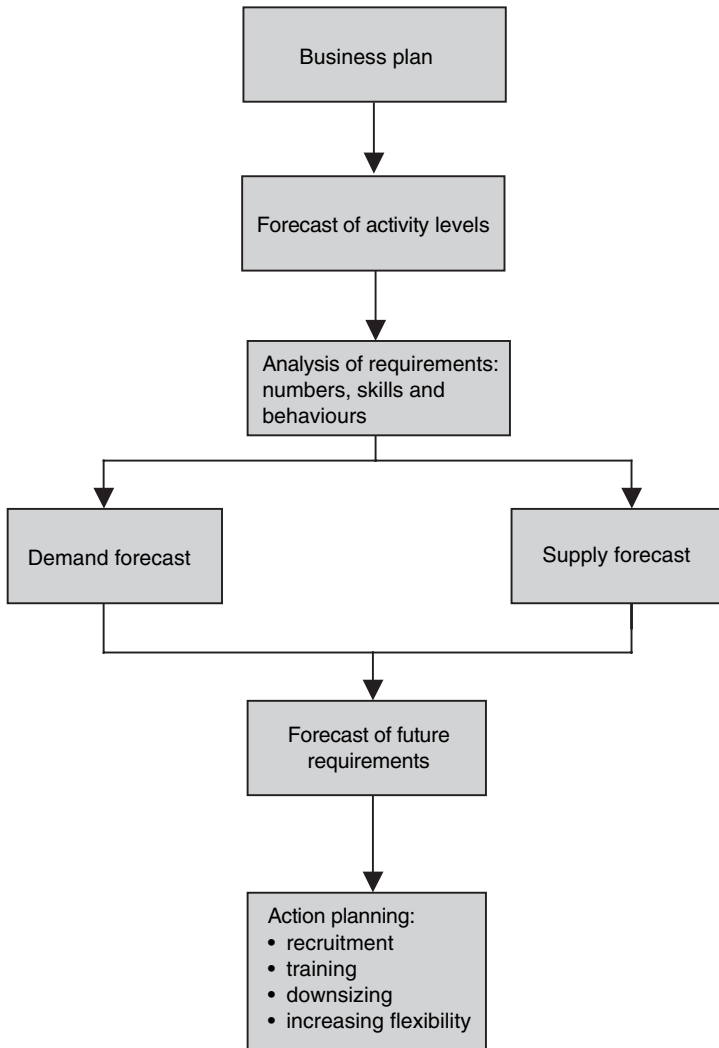 Business plan
Forecast of activity levels
Analysis of requirements:
numbers, skills and
behaviours
Demand forecast
Supply forecast
Forecast of future
requirements
Action planning:
• recruitment
• training
• downsizing
• increasing flexibility